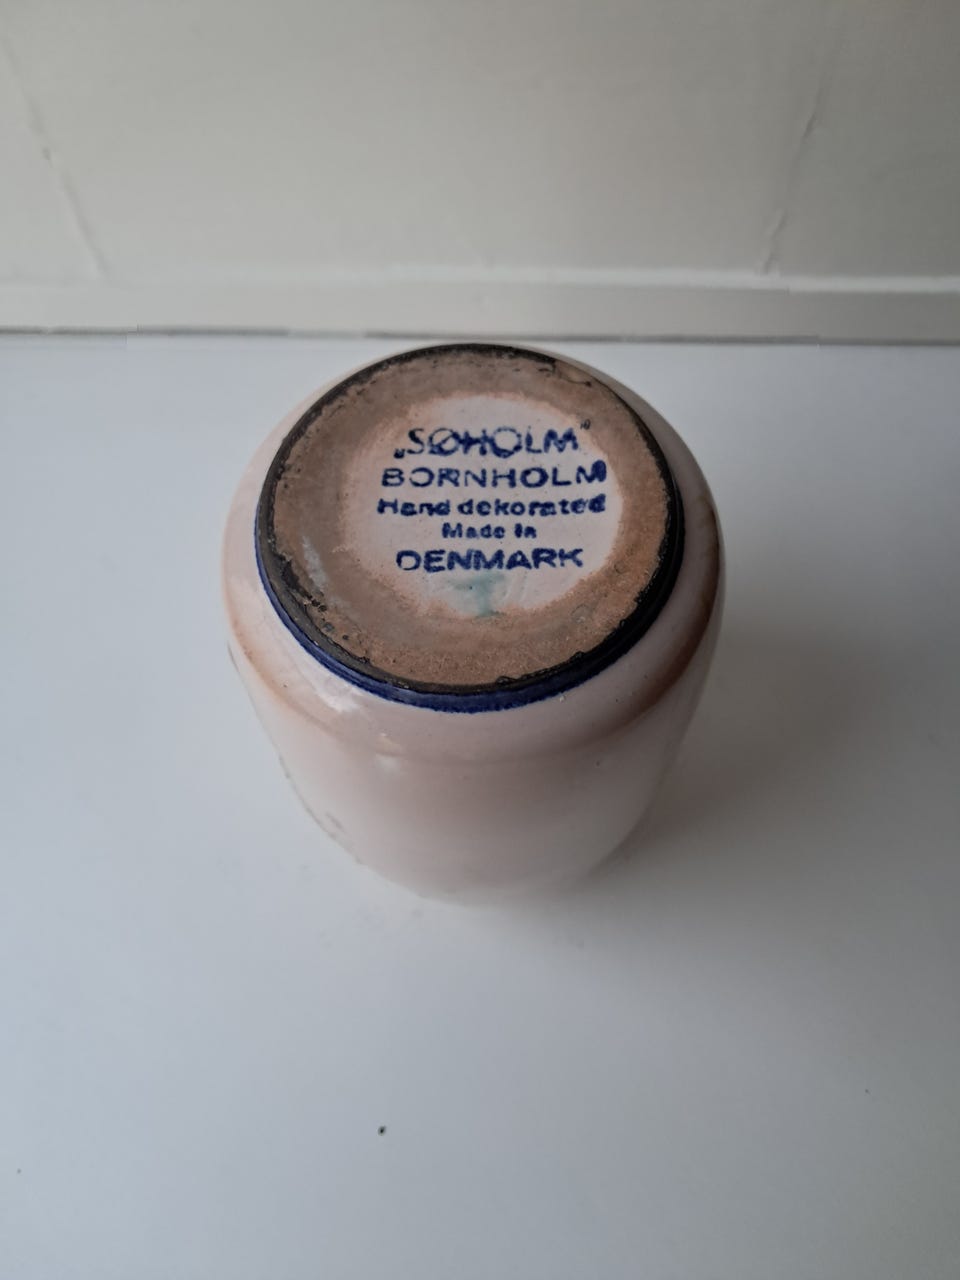 „SØHOLM"
BORNHOLM
Hand dekorated
Made in
DENMARK